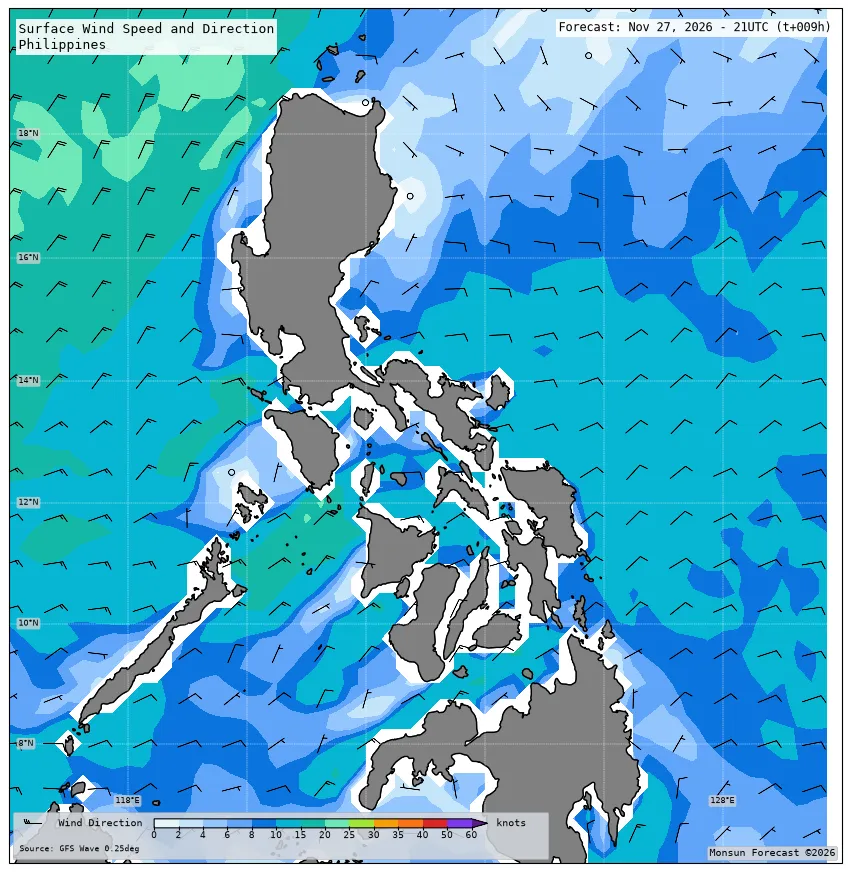 Surface Wind Speed and Direction
Philippines
Forecast: Nov 27, 2026 - 21UTC (t+009h)
18°N
16°N
14°N
12°N
10°N
8°N
118°E
128°E
Wind Direction
0 2 4 6 8 10 15 20 25 30 35 40 50 60
knots
Source: GFS Wave 0.25deg
Monsun Forecast ©2026